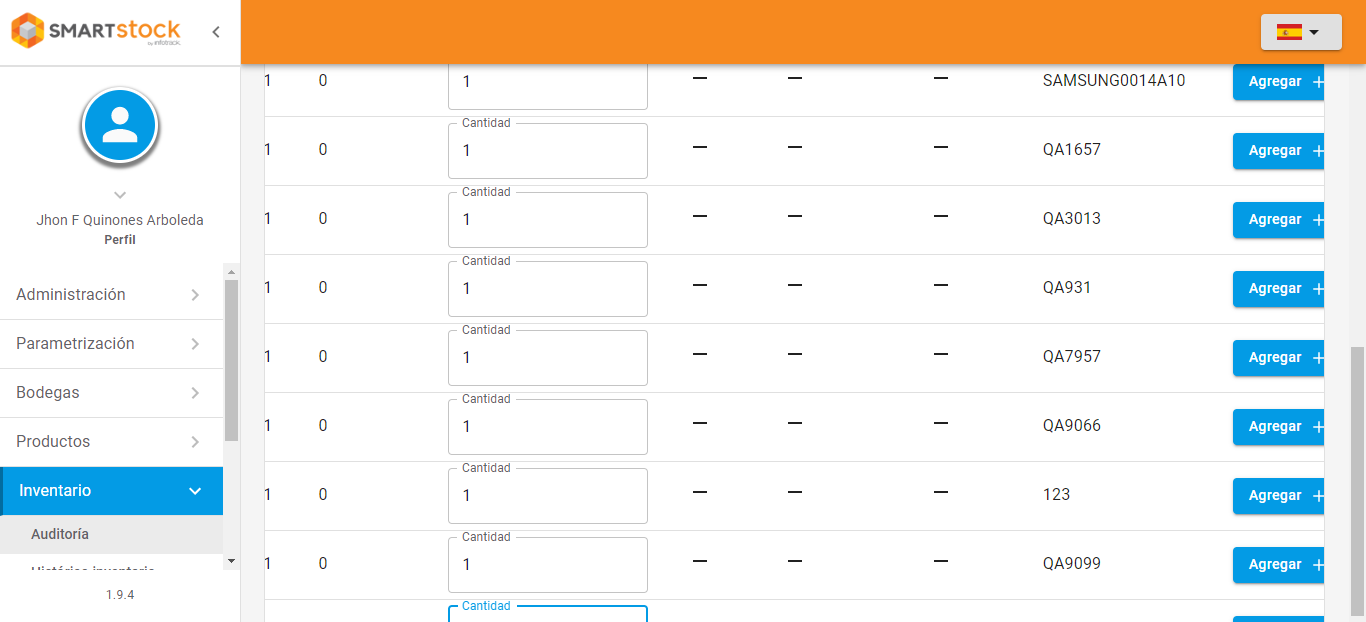 SMARTstock
by infotrack.
Jhon F Quinones Arboleda
Perfil
Administración
Parametrización
Bodegas
Productos
Inventario
Auditoría
Histórico inventario
1.9.4
1 0 1 — — — SAMSUNG0014A10 Agregar +
Cantidad
1 0 1 — — — QA1657 Agregar +
Cantidad
1 0 1 — — — QA3013 Agregar +
Cantidad
1 0 1 — — — QA931 Agregar +
Cantidad
1 0 1 — — — QA7957 Agregar +
Cantidad
1 0 1 — — — QA9066 Agregar +
Cantidad
1 0 1 — — — 123 Agregar +
Cantidad
1 0 1 — — — QA9099 Agregar +
Cantidad